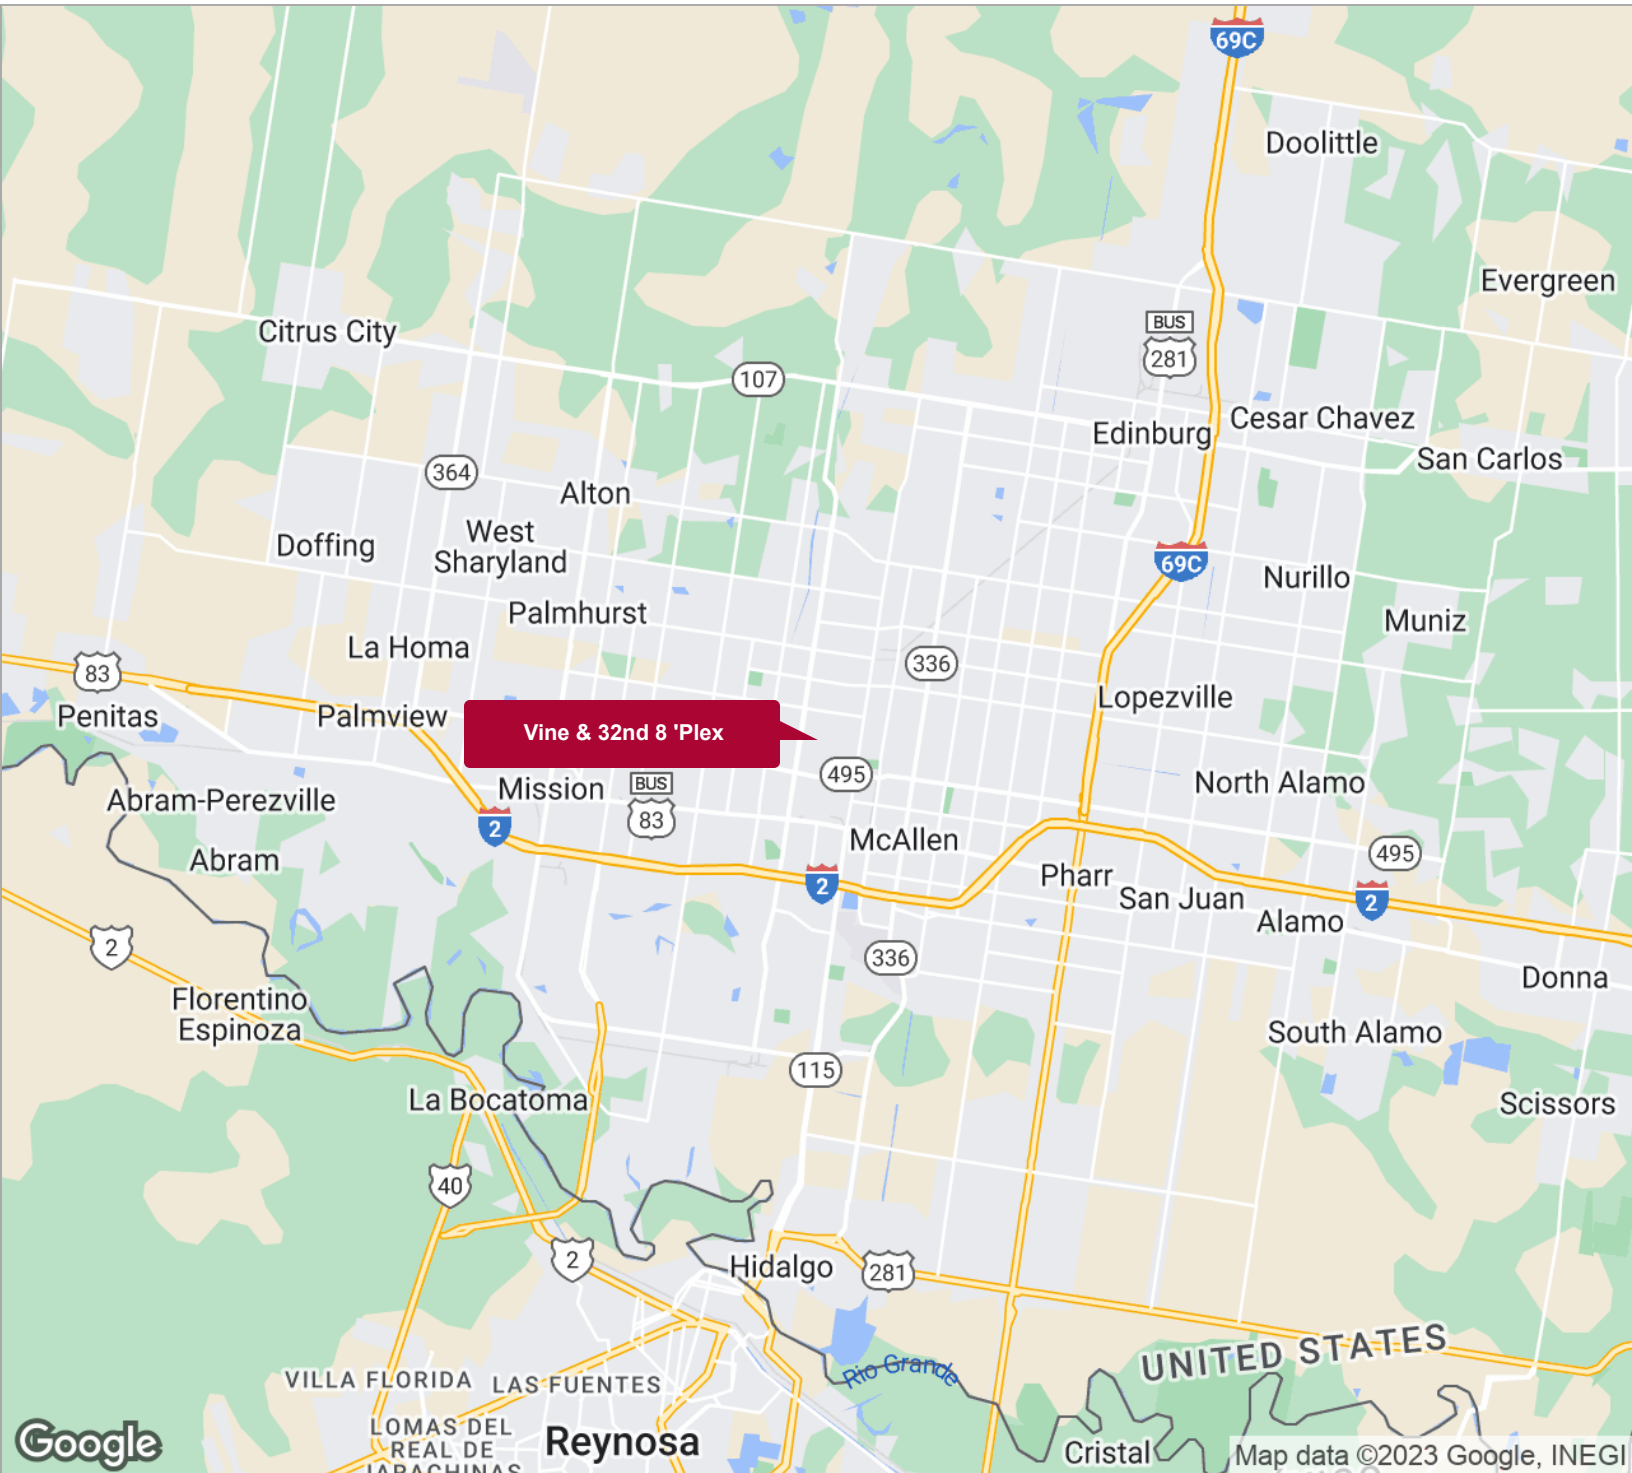 69C
Doolittle
Evergreen
Citrus City
BUS
281
107
Cesar Chavez
Edinburg
San Carlos
364
Alton
West
Sharyland
Doffing
69C
Nurillo
Palmhurst
Muniz
La Homa
336
83
Lopezville
Penitas
Palmview
Vine & 32nd 8 'Plex
495
North Alamo
Mission
BUS
83
Abram-Perezville
2
McAllen
495
Abram
Pharr
2
San Juan
2
Alamo
2
336
Donna
Florentino
Espinoza
South Alamo
115
La Bocatoma
Scissors
40
2
Hidalgo
281
UNITED STATES
Rio Grande
VILLA FLORIDA
LAS FUENTES
LOMAS DEL
REAL DE
JARACHINAS
Reynosa
Google
Cristal
Map data ©2023 Google, INEGI